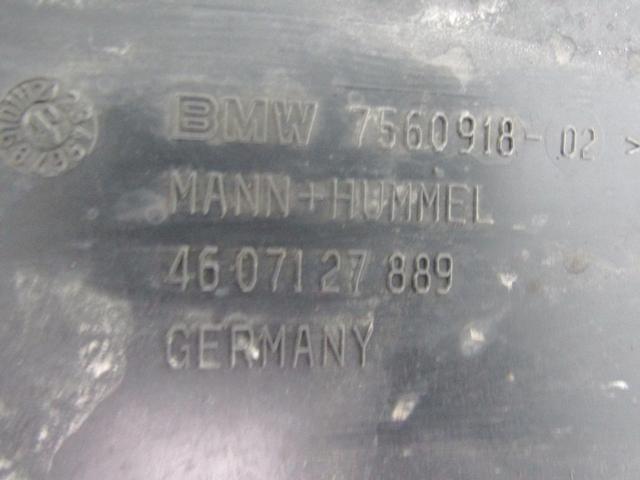 BMW 7560918-02 >
MANN+HUMMEL
46 071 27 889
GERMANY